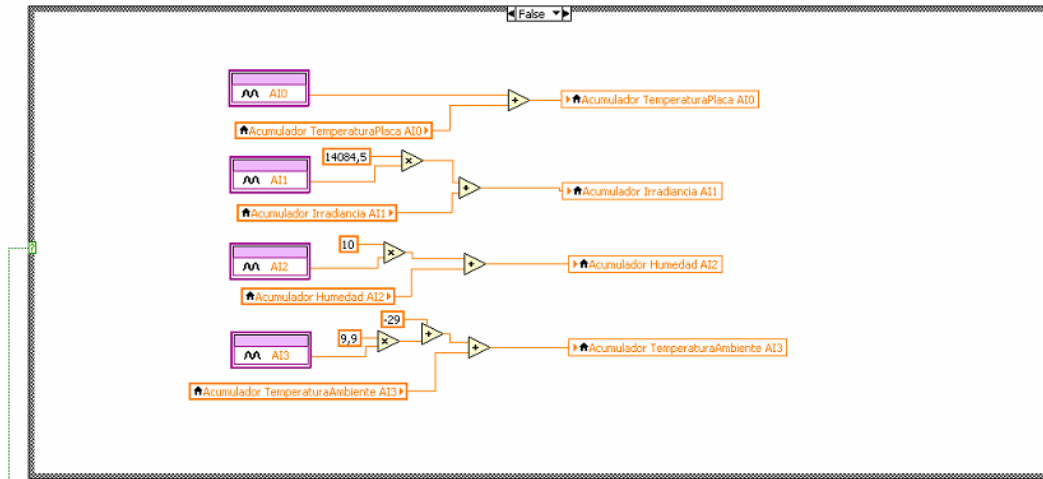 False
AI0
Acumulador TemperaturaPlaca AI0
Acumulador TemperaturaPlaca AI0
14084,5
AI1
Acumulador Irradiancia AI1
Acumulador Irradiancia AI1
?
10
AI2
Acumulador Humedad AI2
Acumulador Humedad AI2
-29
9,9
AI3
Acumulador TemperaturaAmbiente AI3
Acumulador TemperaturaAmbiente AI3